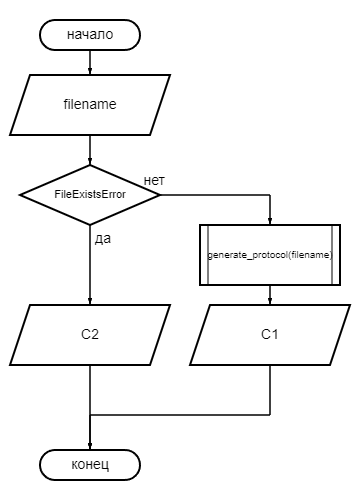 начало
filename
FileExistsError
нет
да
generate_protocol(filename)
C2
C1
конец